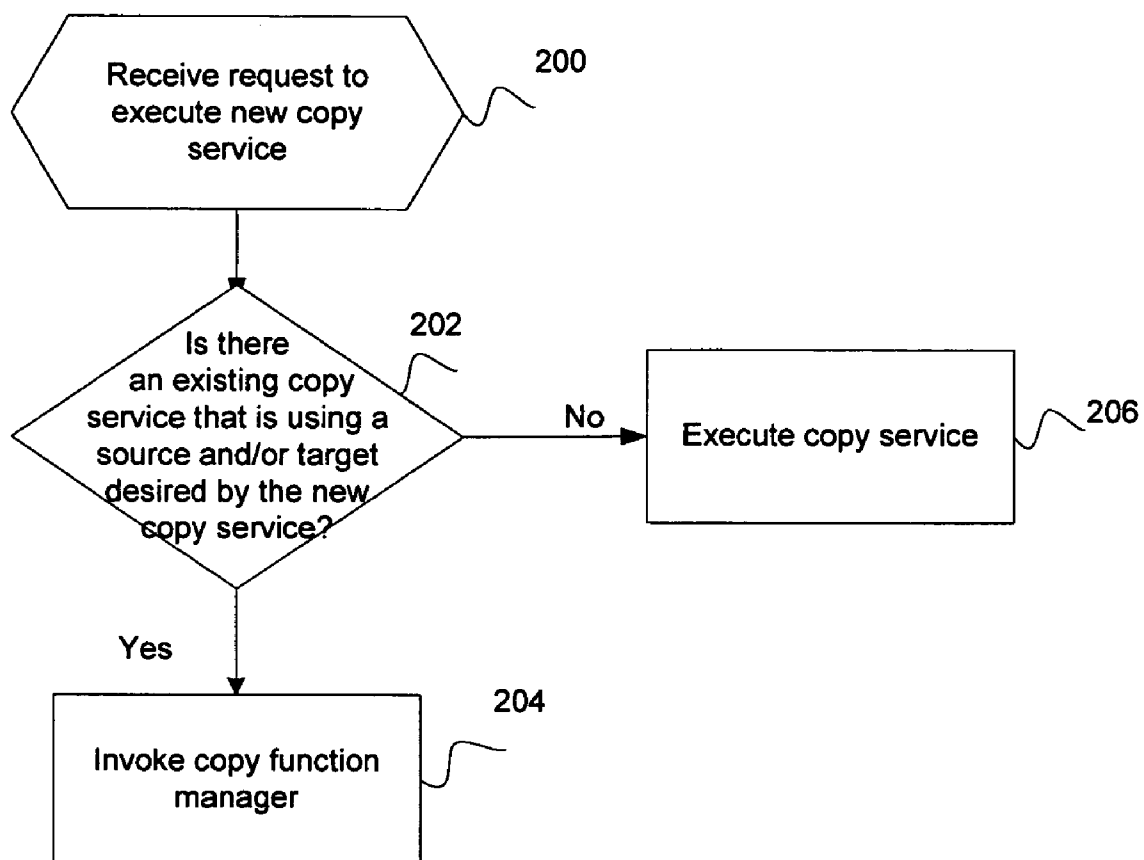 Receive request to
execute new copy
service
200
Is there
an existing copy
service that is using a
source and/or target
desired by the new
copy service?
202
No
Execute copy service
206
Yes
Invoke copy function
manager
204